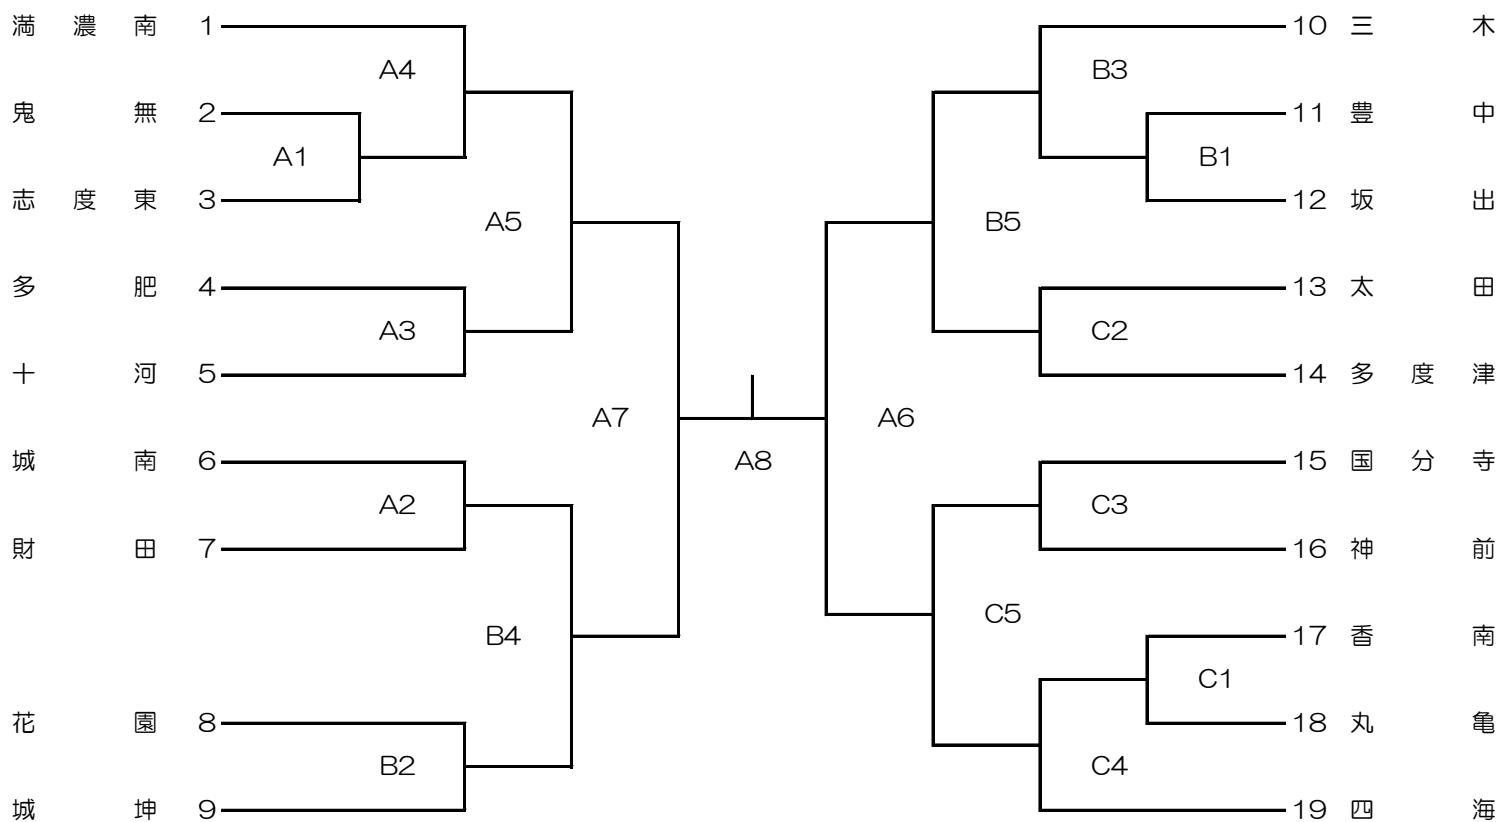 満濃南 1 10 三木
A4 B3
鬼無 2 11 豊中
A1 B1
志度東 3 12 坂出
A5 B5
多肥 4 13 太田
A3 C2
十河 5 14 多度津
A7 A6
城南 6 A8 15 国分寺
A2 C3
財田 7 16 神前
C5
B4 17 香南
C1
花園 8 18 丸亀
B2 C4
城坤 9 19 四海